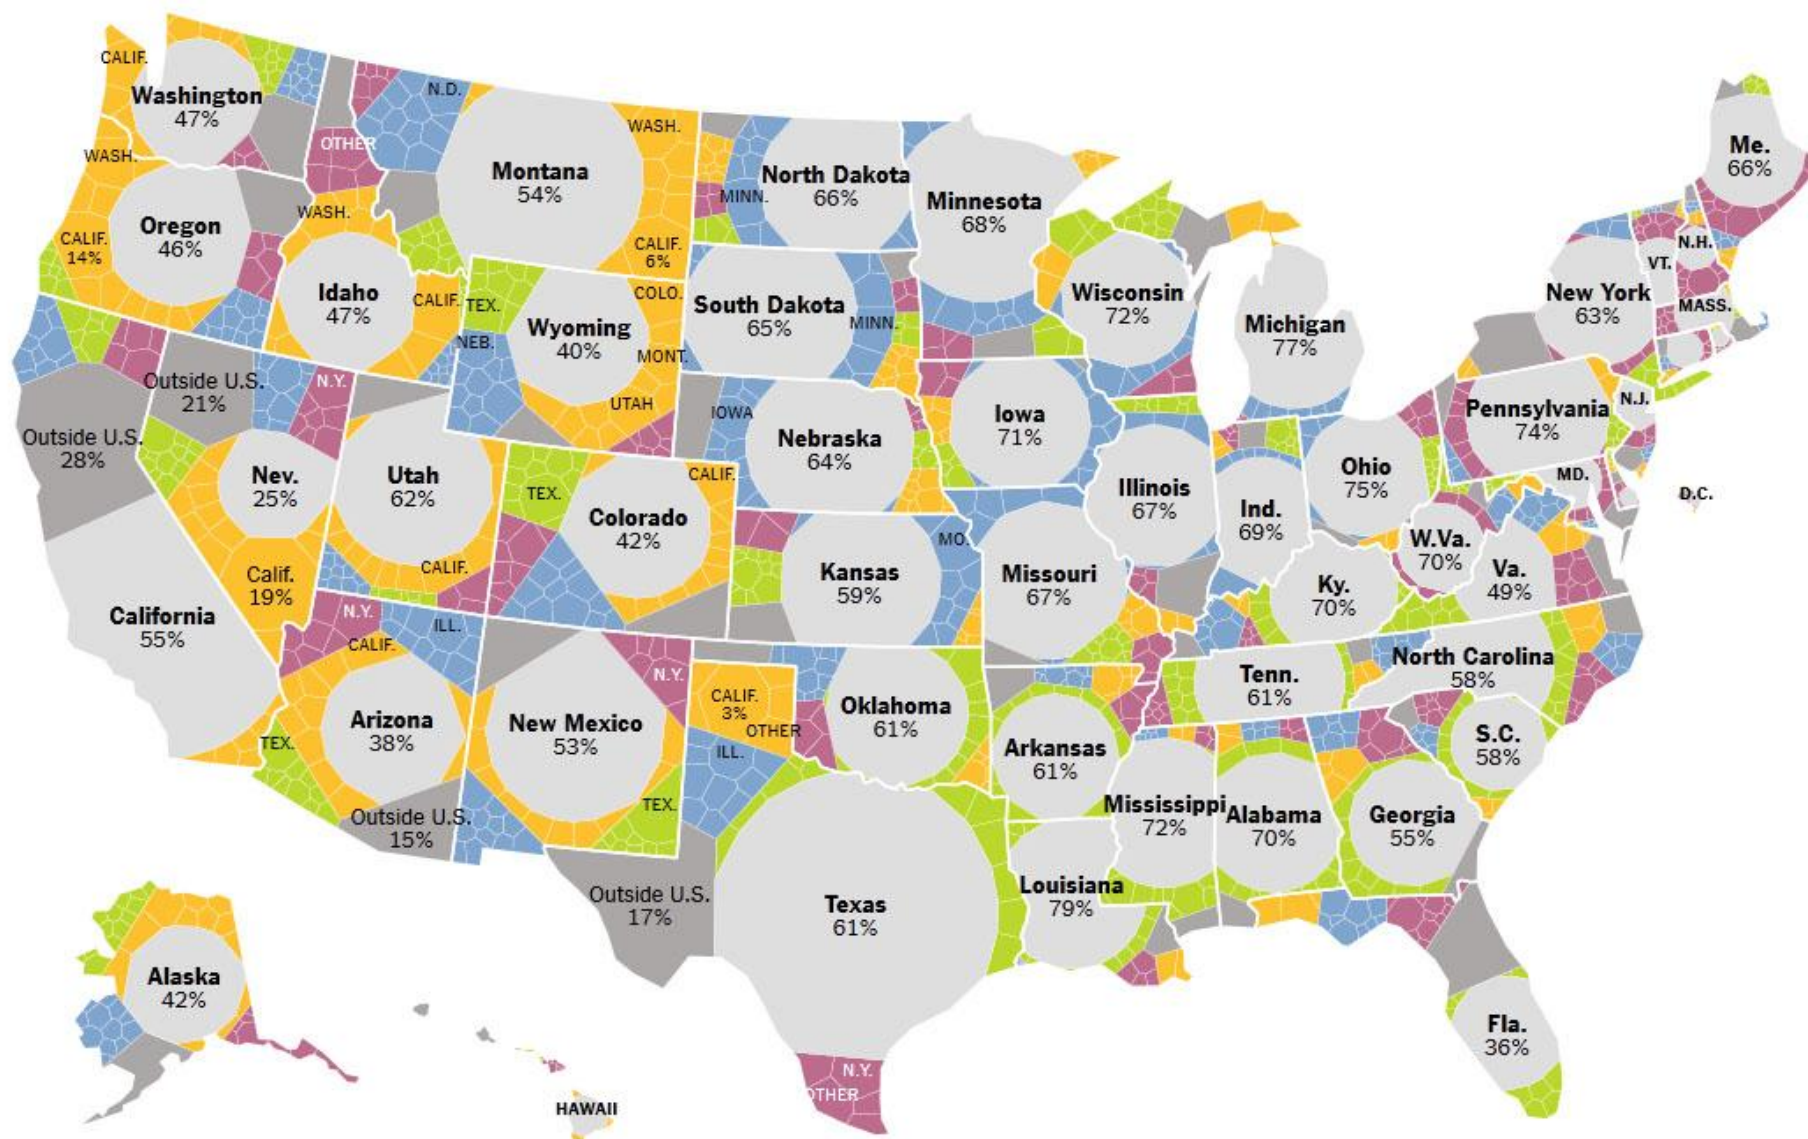 CALIF.
Washington
47%
N.D.
WASH.
OTHER
WASH.
Montana
54%
Me.
66%
North Dakota
66%
MINN.
Minnesota
68%
WASH.
Oregon
46%
CALIF.
14%
CALIF.
6%
N.H.
VT.
Idaho
47%
CALIF.
TEX.
COLO.
Wyoming
40%
NEB.
MONT.
UTAH
South Dakota
65%
MINN.
Wisconsin
72%
Michigan
77%
New York
63%
MASS.
Outside U.S.
21%
N.Y.
IOWA
Iowa
71%
Pennsylvania
74%
N.J.
Outside U.S.
28%
Nev.
25%
Utah
62%
Nebraska
64%
CALIF.
TEX.
Colorado
42%
Illinois
67%
Ind.
69%
Ohio
75%
MD.
D.C.
MO.
W.Va.
70%
Va.
49%
Calif.
19%
CALIF.
Kansas
59%
Missouri
67%
Ky.
70%
California
55%
N.Y.
ILL.
CALIF.
N.Y.
North Carolina
58%
Tenn.
61%
CALIF.
3%
OTHER
ILL.
Oklahoma
61%
Arizona
38%
New Mexico
53%
TEX.
Arkansas
61%
S.C.
58%
Mississippi
72%
Alabama
70%
Georgia
55%
TEX.
Outside U.S.
15%
Outside U.S.
17%
Texas
61%
Louisiana
79%
Alaska
42%
Fla.
36%
N.Y.
OTHER
HAWAII